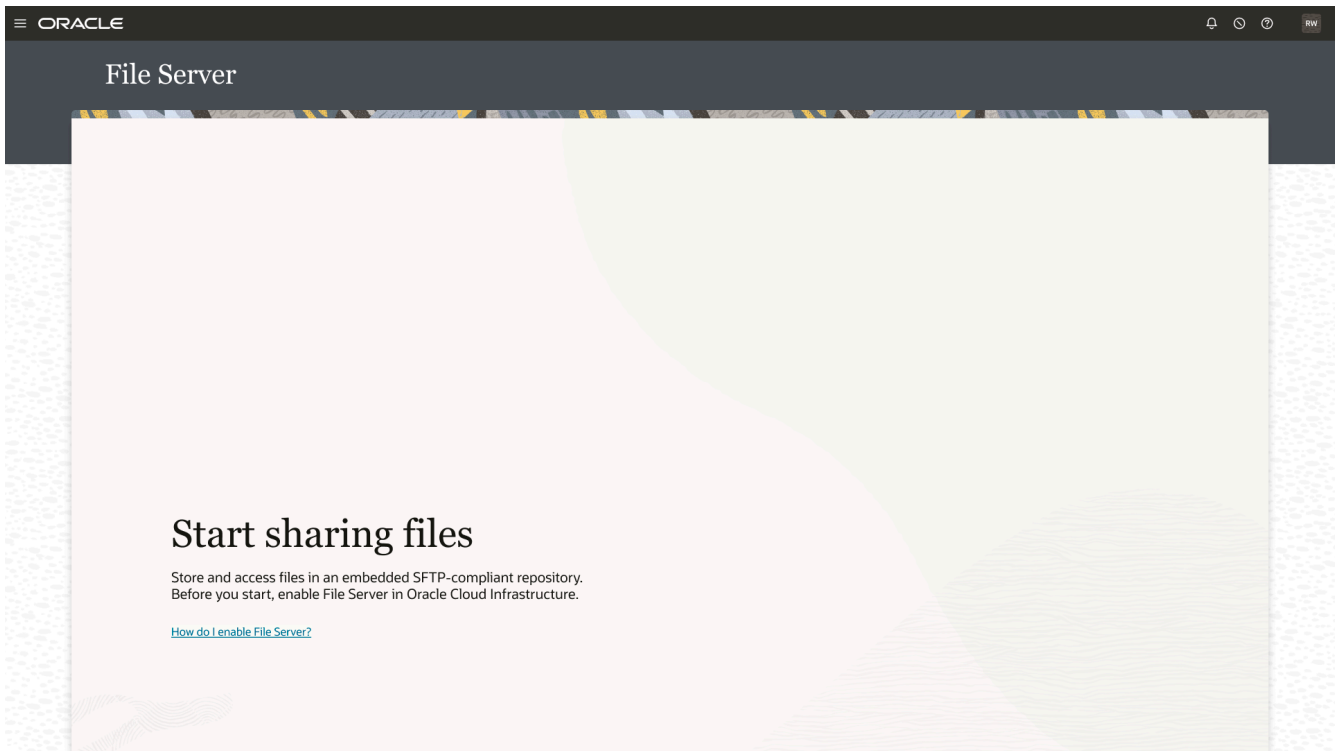 ORACLE
RW
File Server
Start sharing files
Store and access files in an embedded SFTP-compliant repository.
Before you start, enable File Server in Oracle Cloud Infrastructure.
How do I enable File Server?